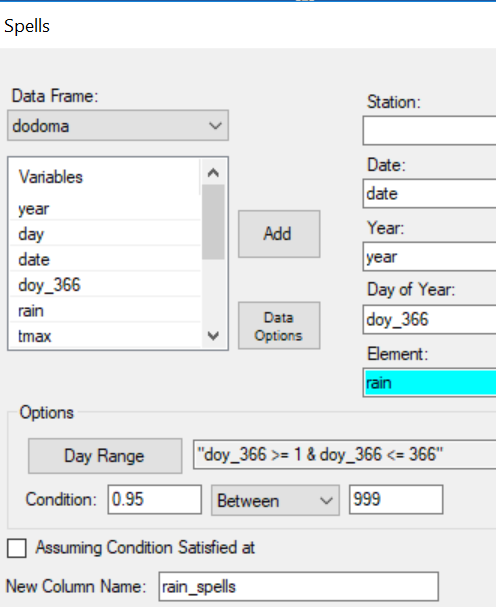 Spells
Data Frame:
dodoma
Variables
year
day
date
doy_366
rain
tmax
Add
Data
Options
Station:
Date:
date
Year:
year
Day of Year:
doy_366
Element:
rain
Options
Day Range
"doy_366 >= 1 & doy_366 <= 366"
Condition:
0.95
Between
999
Assuming Condition Satisfied at
New Column Name:
rain_spells